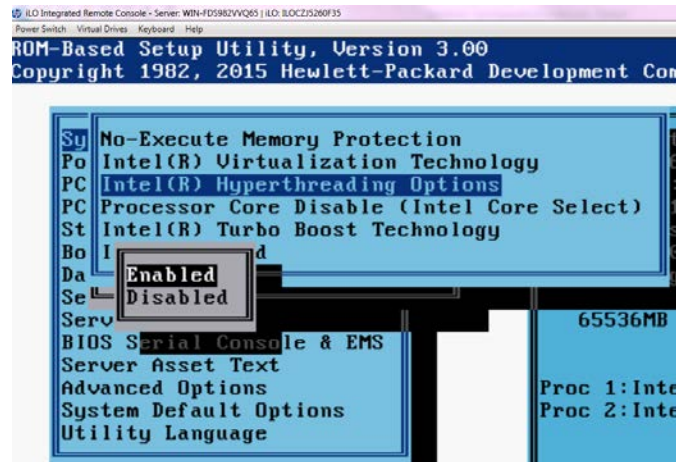 iLO Integrated Remote Console - Server: WIN-FDS982VVQ65 | iLO: ILOCZJ5260F35
Power Switch Virtual Drives Keyboard Help
ROM-Based Setup Utility, Version 3.00
Copyright 1982, 2015 Hewlett-Packard Development Com
Sy No-Execute Memory Protection
Po Intel(R) Virtualization Technology
PC Intel(R) Hyperthreading Options
PC Processor Core Disable (Intel Core Select)
St Intel(R) Turbo Boost Technology
Bo I d
Da Enabled
Se Disabled
Serv 65536MB
BIOS Serial Console & EMS
Server Asset Text
Advanced Options Proc 1:Inte
System Default Options Proc 2:Inte
Utility Language